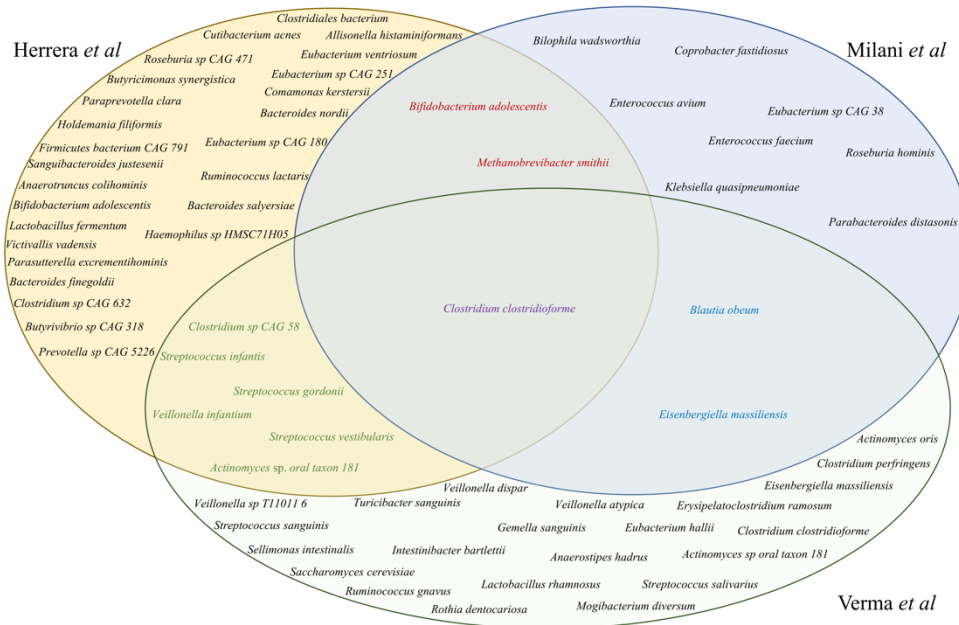 Clostridiales bacterium
Cutibacterium acnes
Allisonella histaminiformans
Herrera et al
Milani et al
Bilophila wadsworthia
Coprobacter fastidiosus
Roseburia sp CAG 471
Eubacterium ventriosum
Butyricimonas synergistica
Eubacterium sp CAG 251
Comamonas kerstersii
Paraprevotella clara
Bacteroides nordii
Bifidobacterium adolescentis
Enterococcus avium
Eubacterium sp CAG 38
Holdemania filiformis
Firmicutes bacterium CAG 791
Eubacterium sp CAG 180
Enterococcus faecium
Roseburia hominis
Sanguibacteroides justesenii
Methanobrevibacter smithii
Ruminococcus lactaris
Anaerotruncus colihominis
Klebsiella quasipneumoniae
Bifidobacterium adolescentis
Bacteroides salyersiae
Parabacteroides distasonis
Lactobacillus fermentum
Haemophilus sp HMSC71H05
Victivallis vadensis
Parasutterella excrementihominis
Bacteroides finegoldii
Clostridium sp CAG 632
Clostridium clostridioforme
Blautia obeum
Butyrivibrio sp CAG 318
Clostridium sp CAG 58
Prevotella sp CAG 5226
Streptococcus infantis
Streptococcus gordonii
Veillonella infantium
Eisenbergiella massiliensis
Streptococcus vestibularis
Actinomyces oris
Actinomyces sp. oral taxon 181
Clostridium perfringens
Veillonella dispar
Eisenbergiella massiliensis
Veillonella sp T11011 6
Turicibacter sanguinis
Veillonella atypica
Erysipelatoclostridium ramosum
Streptococcus sanguinis
Gemella sanguinis
Eubacterium hallii
Clostridium clostridioforme
Sellimonas intestinalis
Intestinibacter bartlettii
Anaerostipes hadrus
Actinomyces sp oral taxon 181
Saccharomyces cerevisiae
Ruminococcus gnavus
Lactobacillus rhamnosus
Streptococcus salivarius
Rothia dentocariosa
Mogibacterium diversum
Verma et al